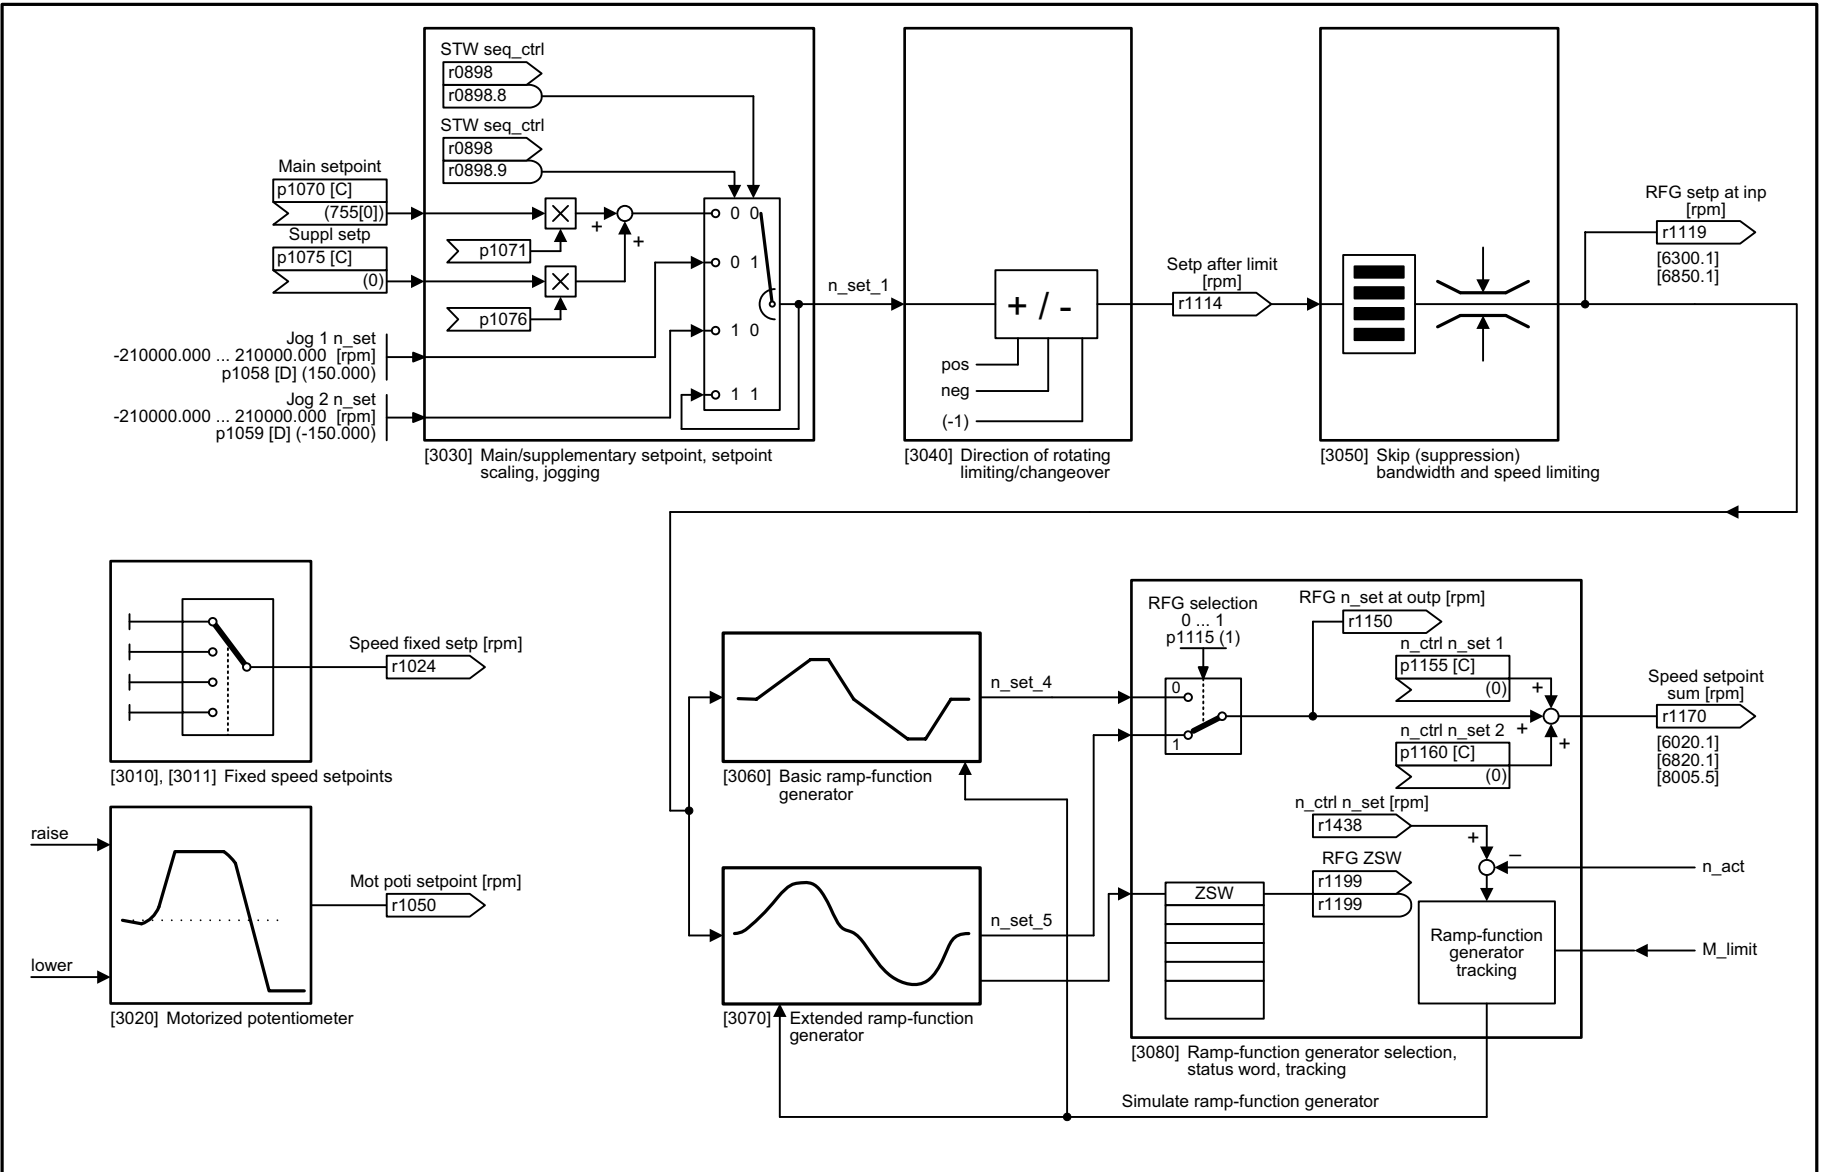 STW seq_ctrl
r0898
r0898.8
STW seq_ctrl
r0898
r0898.9
Main setpoint
p1070 [C]
(755[0])
Suppl setp
p1075 [C]
(0)
p1071
p1076
+
+
0 0
0 1
1 0
1 1
Jog 1 n_set
-210000.000 ... 210000.000 [rpm]
p1058 [D] (150.000)
Jog 2 n_set
-210000.000 ... 210000.000 [rpm]
p1059 [D] (-150.000)
[3030] Main/supplementary setpoint, setpoint
scaling, jogging
n_set_1
+ / -
pos
neg
(-1)
[3040] Direction of rotating
limiting/changeover
Setp after limit
[rpm]
r1114
[3050] Skip (suppression)
bandwidth and speed limiting
RFG setp at inp
[rpm]
r1119
[6300.1]
[6850.1]
Speed fixed setp [rpm]
r1024
[3010], [3011] Fixed speed setpoints
raise
lower
Mot poti setpoint [rpm]
r1050
[3020] Motorized potentiometer
n_set_4
[3060] Basic ramp-function
generator
n_set_5
[3070] Extended ramp-function
generator
RFG selection
0 ... 1
p1115 (1)
0
1
RFG n_set at outp [rpm]
r1150
n_ctrl n_set 1
p1155 [C]
(0)
+
+
n_ctrl n_set 2
p1160 [C]
(0)
+
Speed setpoint
sum [rpm]
r1170
[6020.1]
[6820.1]
[8005.5]
n_ctrl n_set [rpm]
r1438
+
–
n_act
RFG ZSW
r1199
r1199
ZSW
Ramp-function
generator
tracking
M_limit
[3080] Ramp-function generator selection,
status word, tracking
Simulate ramp-function generator